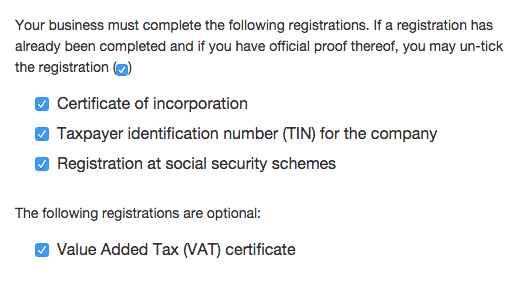 Your business must complete the following registrations. If a registration has
already been completed and if you have official proof thereof, you may un-tick
the registration (☑)
☑ Certificate of incorporation
☑ Taxpayer identification number (TIN) for the company
☑ Registration at social security schemes
The following registrations are optional:
☑ Value Added Tax (VAT) certificate